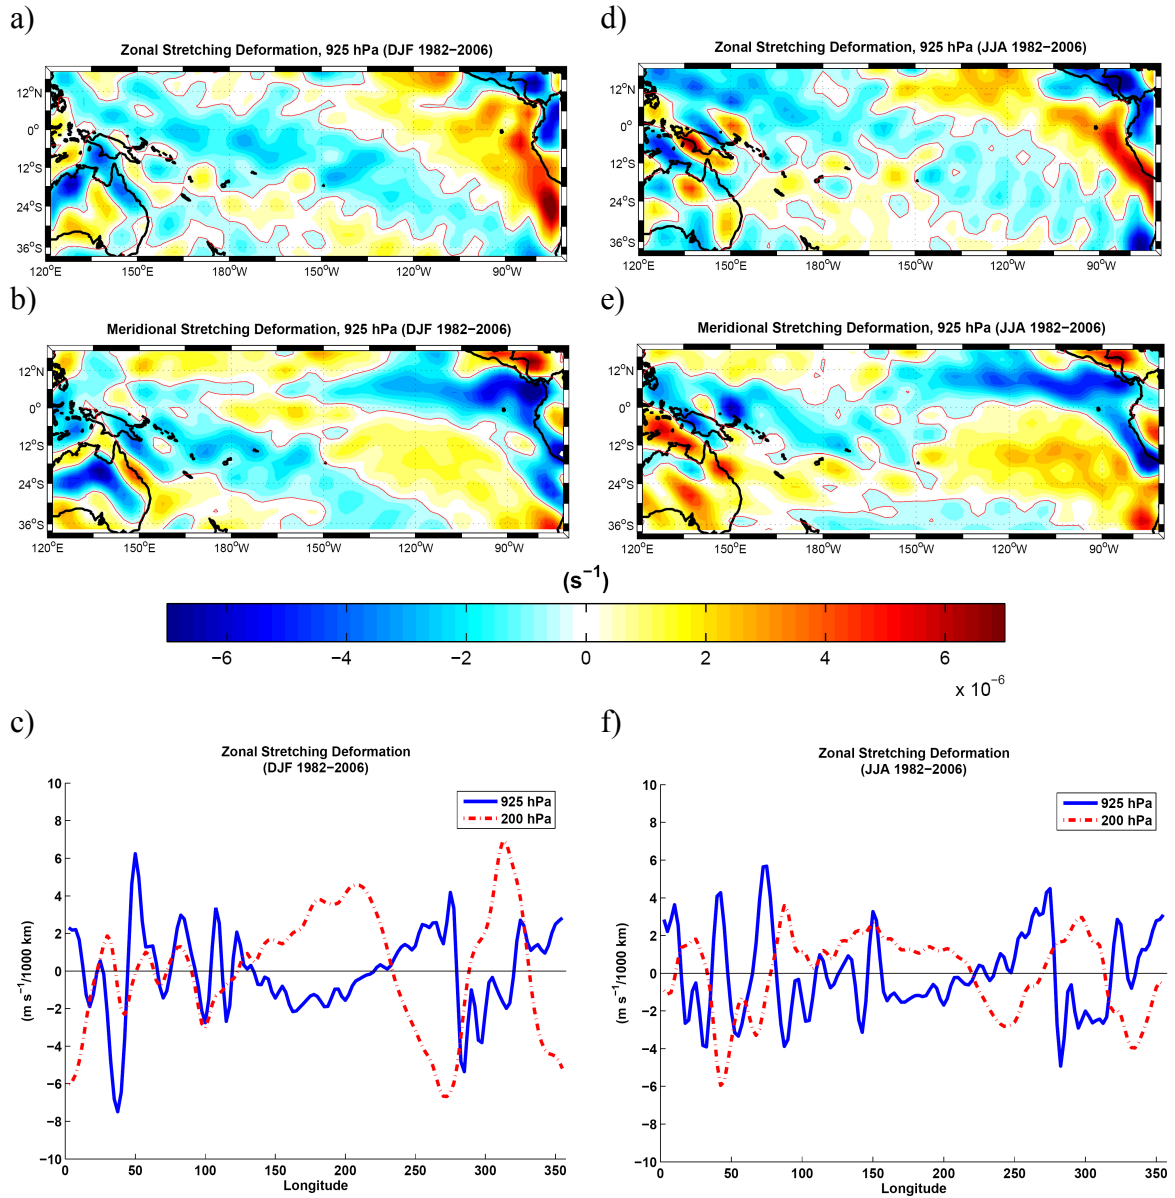 a)
Zonal Stretching Deformation, 925 hPa (DJF 1982−2006)
12°N
0°
12°S
24°S
36°S
120°E 150°E 180°W 150°W 120°W 90°W
b)
Meridional Stretching Deformation, 925 hPa (DJF 1982−2006)
12°N
0°
12°S
24°S
36°S
120°E 150°E 180°W 150°W 120°W 90°W
d)
Zonal Stretching Deformation, 925 hPa (JJA 1982−2006)
12°N
0°
12°S
24°S
36°S
120°E 150°E 180°W 150°W 120°W 90°W
e)
Meridional Stretching Deformation, 925 hPa (JJA 1982−2006)
12°N
0°
12°S
24°S
36°S
120°E 150°E 180°W 150°W 120°W 90°W
(s⁻¹)
−6 −4 −2 0 2 4 6
x 10⁻⁶
c)
Zonal Stretching Deformation
(DJF 1982−2006)
925 hPa
200 hPa
10
8
6
4
2
0
−2
−4
−6
−8
−10
(m s⁻¹/1000 km)
0 50 100 150 200 250 300 350
Longitude
f)
Zonal Stretching Deformation
(JJA 1982−2006)
925 hPa
200 hPa
10
8
6
4
2
0
−2
−4
−6
−8
−10
(m s⁻¹/1000 km)
0 50 100 150 200 250 300 350
Longitude